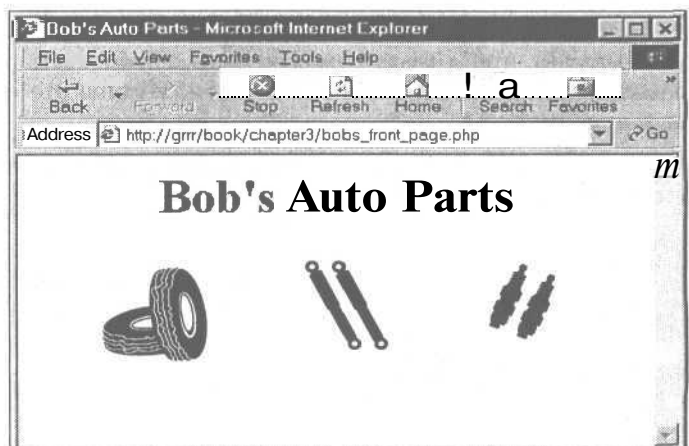 Bob's Auto Parts - Microsoft Internet Explorer
File Edit View Favorites Tools Help
! a »
Back Forward Stop Refresh Home Search Favorites
Address http://grrr/book/chapter3/bobs_front_page.php Go
m
Bob's Auto Parts